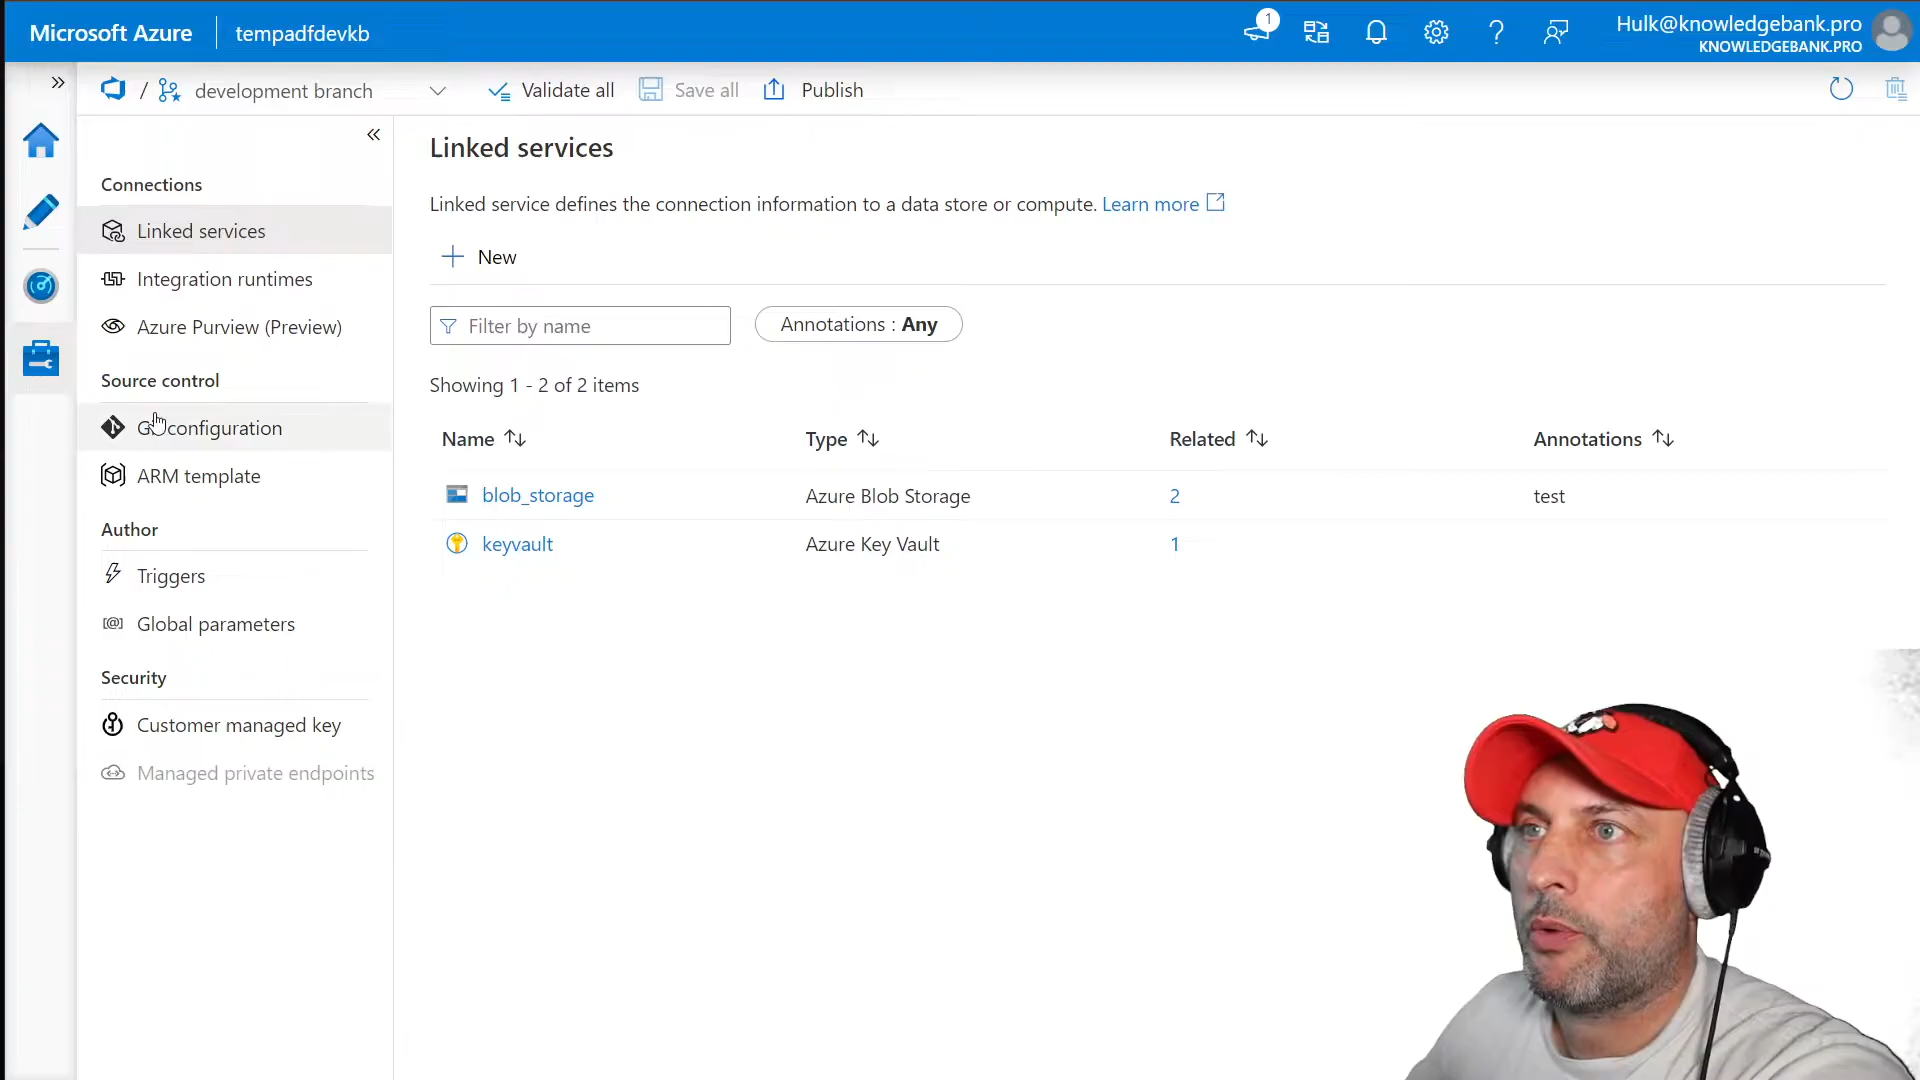 Microsoft Azure
tempadfdevkb
1
Hulk@knowledgebank.pro
KNOWLEDGEBANK.PRO
/ development branch
Validate all
Save all
Publish
Connections
Linked services
Integration runtimes
Azure Purview (Preview)
Source control
configuration
ARM template
Author
Triggers
Global parameters
Security
Customer managed key
Managed private endpoints
Linked services
Linked service defines the connection information to a data store or compute. Learn more
New
Filter by name
Annotations : Any
Showing 1 - 2 of 2 items
Name Type Related Annotations
blob_storage Azure Blob Storage 2 test
keyvault Azure Key Vault 1